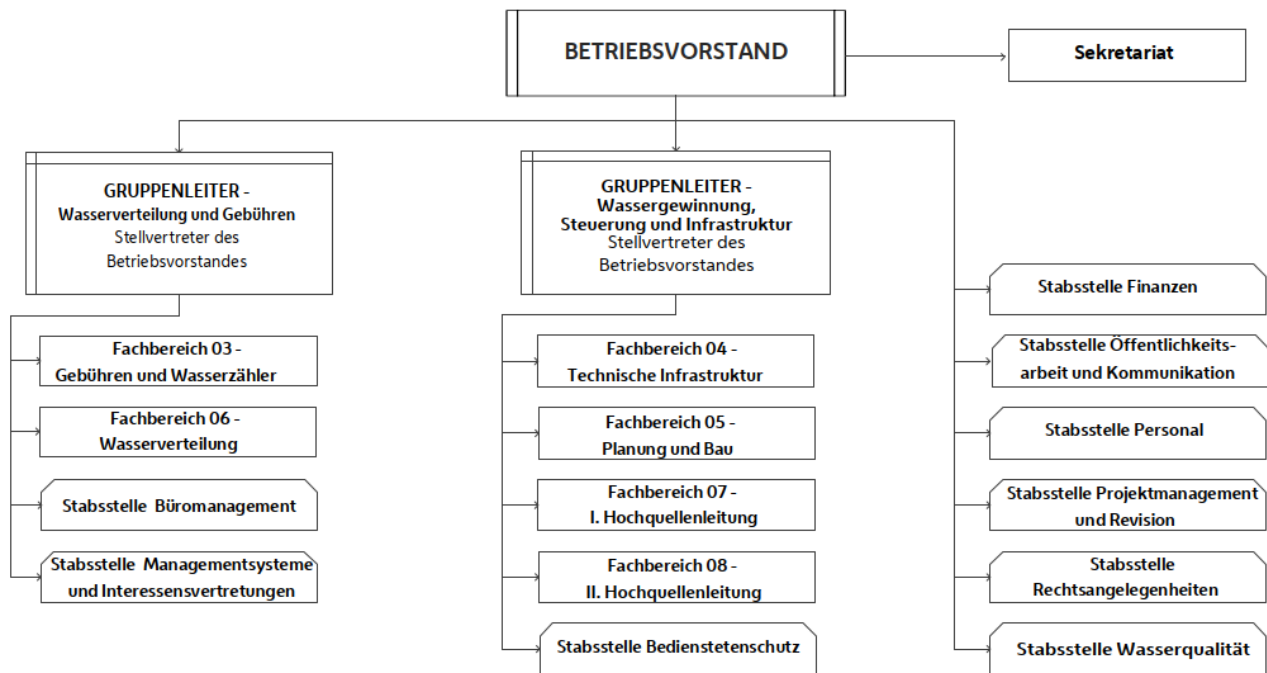 BETRIEBSVORSTAND
Sekretariat
GRUPPENLEITER -
Wasserverteilung und Gebühren
Stellvertreter des
Betriebsvorstandes
GRUPPENLEITER -
Wassergewinnung,
Steuerung und Infrastruktur
Stellvertreter des
Betriebsvorstandes
Fachbereich 03 -
Gebühren und Wasserzähler
Fachbereich 06 -
Wasserverteilung
Stabsstelle Büromanagement
Stabsstelle Managementsysteme
und Interessensvertretungen
Fachbereich 04 -
Technische Infrastruktur
Fachbereich 05 -
Planung und Bau
Fachbereich 07 -
I. Hochquellenleitung
Fachbereich 08 -
II. Hochquellenleitung
Stabsstelle Bedienstetenschutz
Stabsstelle Finanzen
Stabsstelle Öffentlichkeits-
arbeit und Kommunikation
Stabsstelle Personal
Stabsstelle Projektmanagement
und Revision
Stabsstelle
Rechtsangelegenheiten
Stabsstelle Wasserqualität